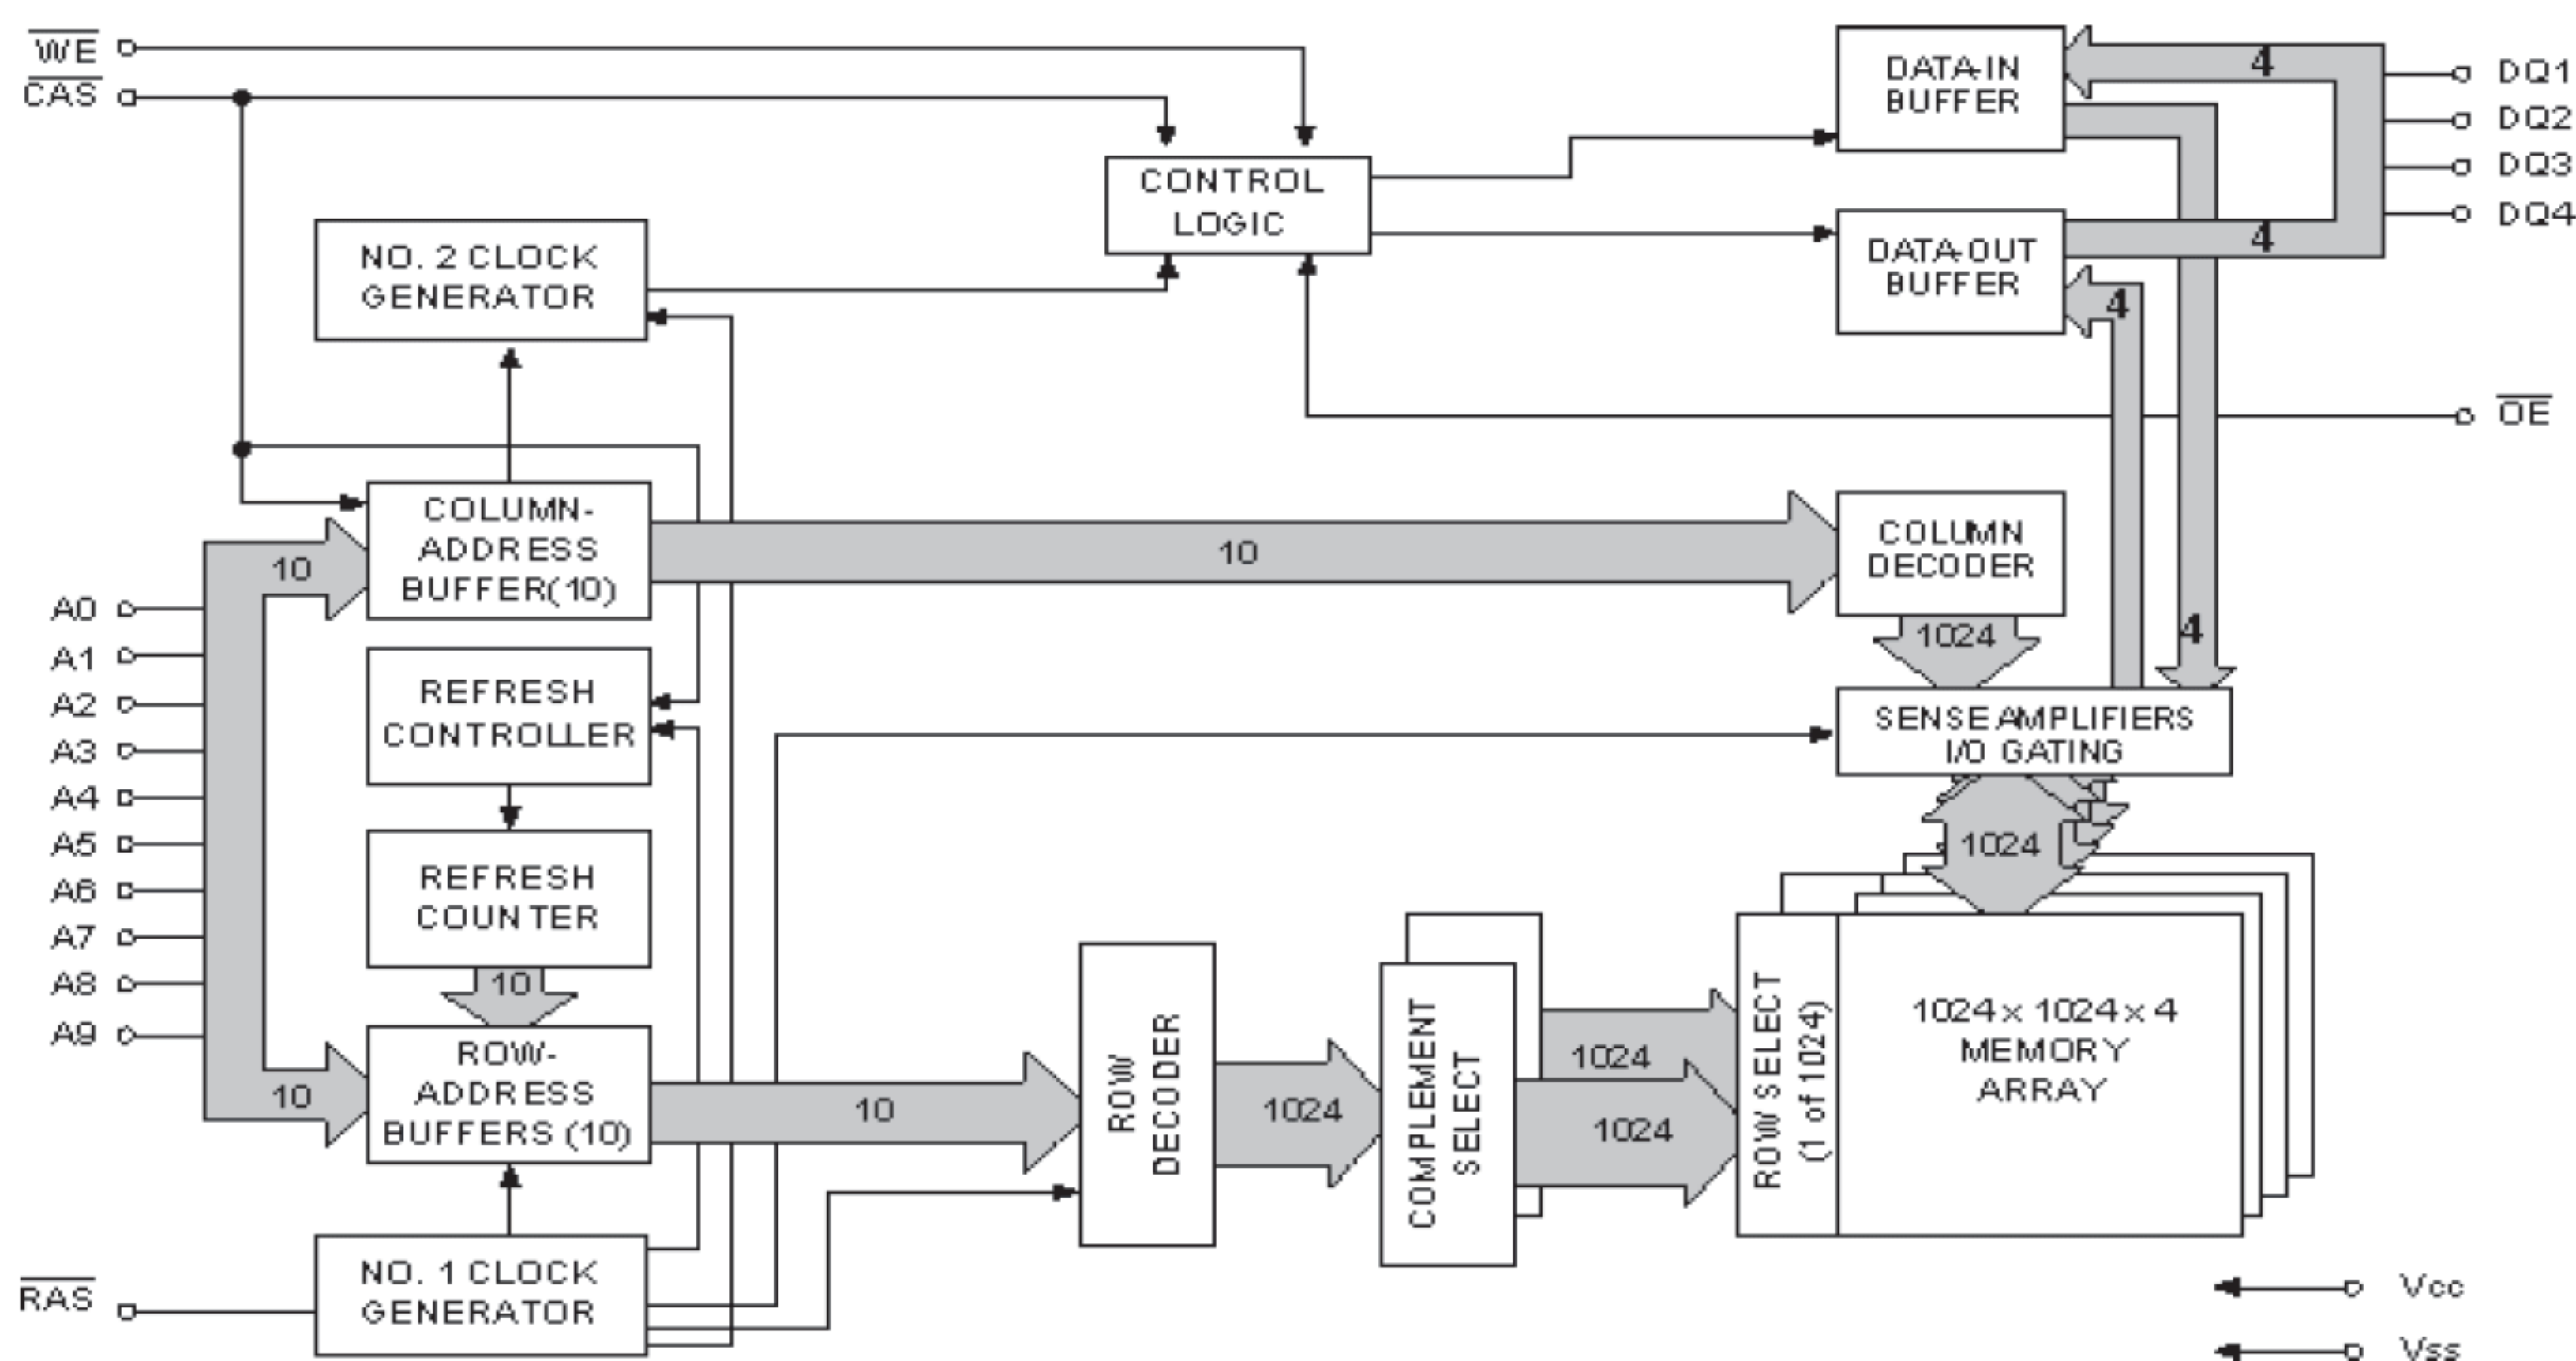 WE
CAS
CONTROL
LOGIC
DATA-IN
BUFFER
4
DQ1
DQ2
DQ3
DQ4
NO. 2 CLOCK
GENERATOR
DATA-OUT
BUFFER
4
4
OE
COLUMN-
ADDRESS
BUFFER(10)
10
10
COLUMN
DECODER
1024
4
A0
A1
A2
A3
A4
A5
A6
A7
A8
A9
REFRESH
CONTROLLER
SENSE AMPLIFIERS
I/O GATING
1024
REFRESH
COUNTER
10
ROW-
ADDRESS
BUFFERS (10)
10
10
ROW
DECODER
1024
COMPLEMENT
SELECT
1024
1024
ROW SELECT
(1 of 1024)
1024 x 1024 x 4
MEMORY
ARRAY
RAS
NO. 1 CLOCK
GENERATOR
Vcc
Vss